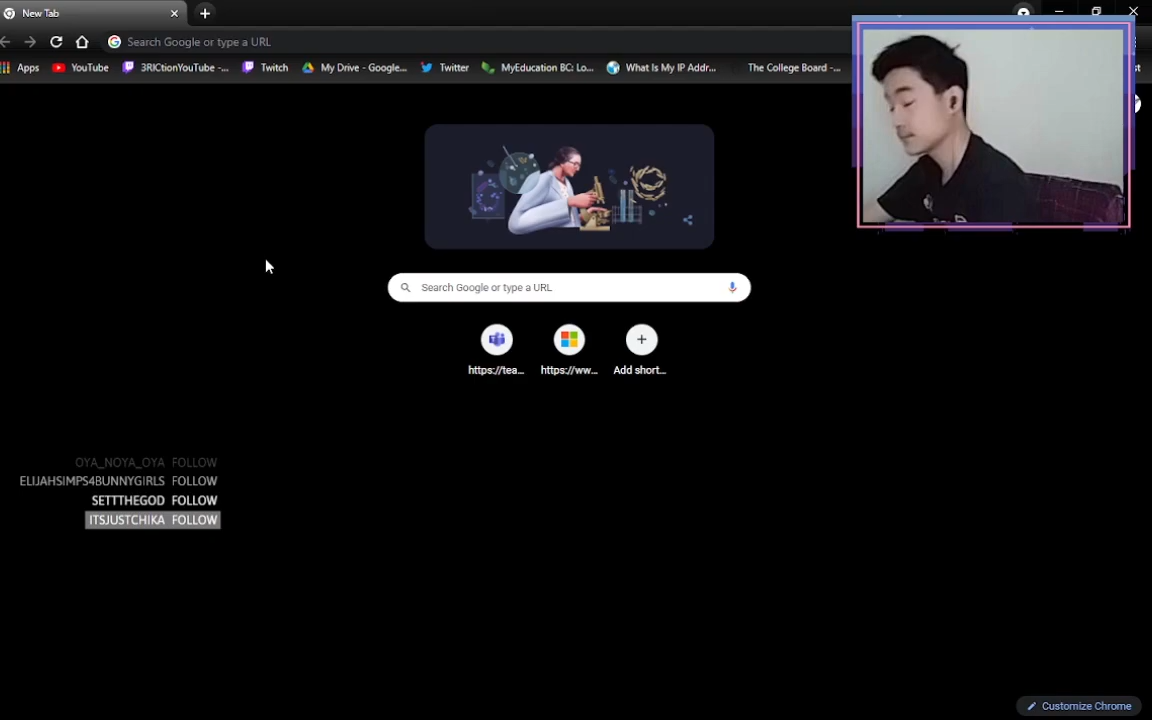 New Tab
Search Google or type a URL
Apps YouTube 3RICtionYouTube -... Twitch My Drive - Google... Twitter MyEducation BC: Lo... What Is My IP Addr... The College Board -... st
Search Google or type a URL
https://tea... https://ww... Add short...
OYA_NOYA_OYA FOLLOW
ELIJAHSIMPS4BUNNYGIRLS FOLLOW
SETTTHEGOD FOLLOW
ITSJUSTCHIKA FOLLOW
Customize Chrome